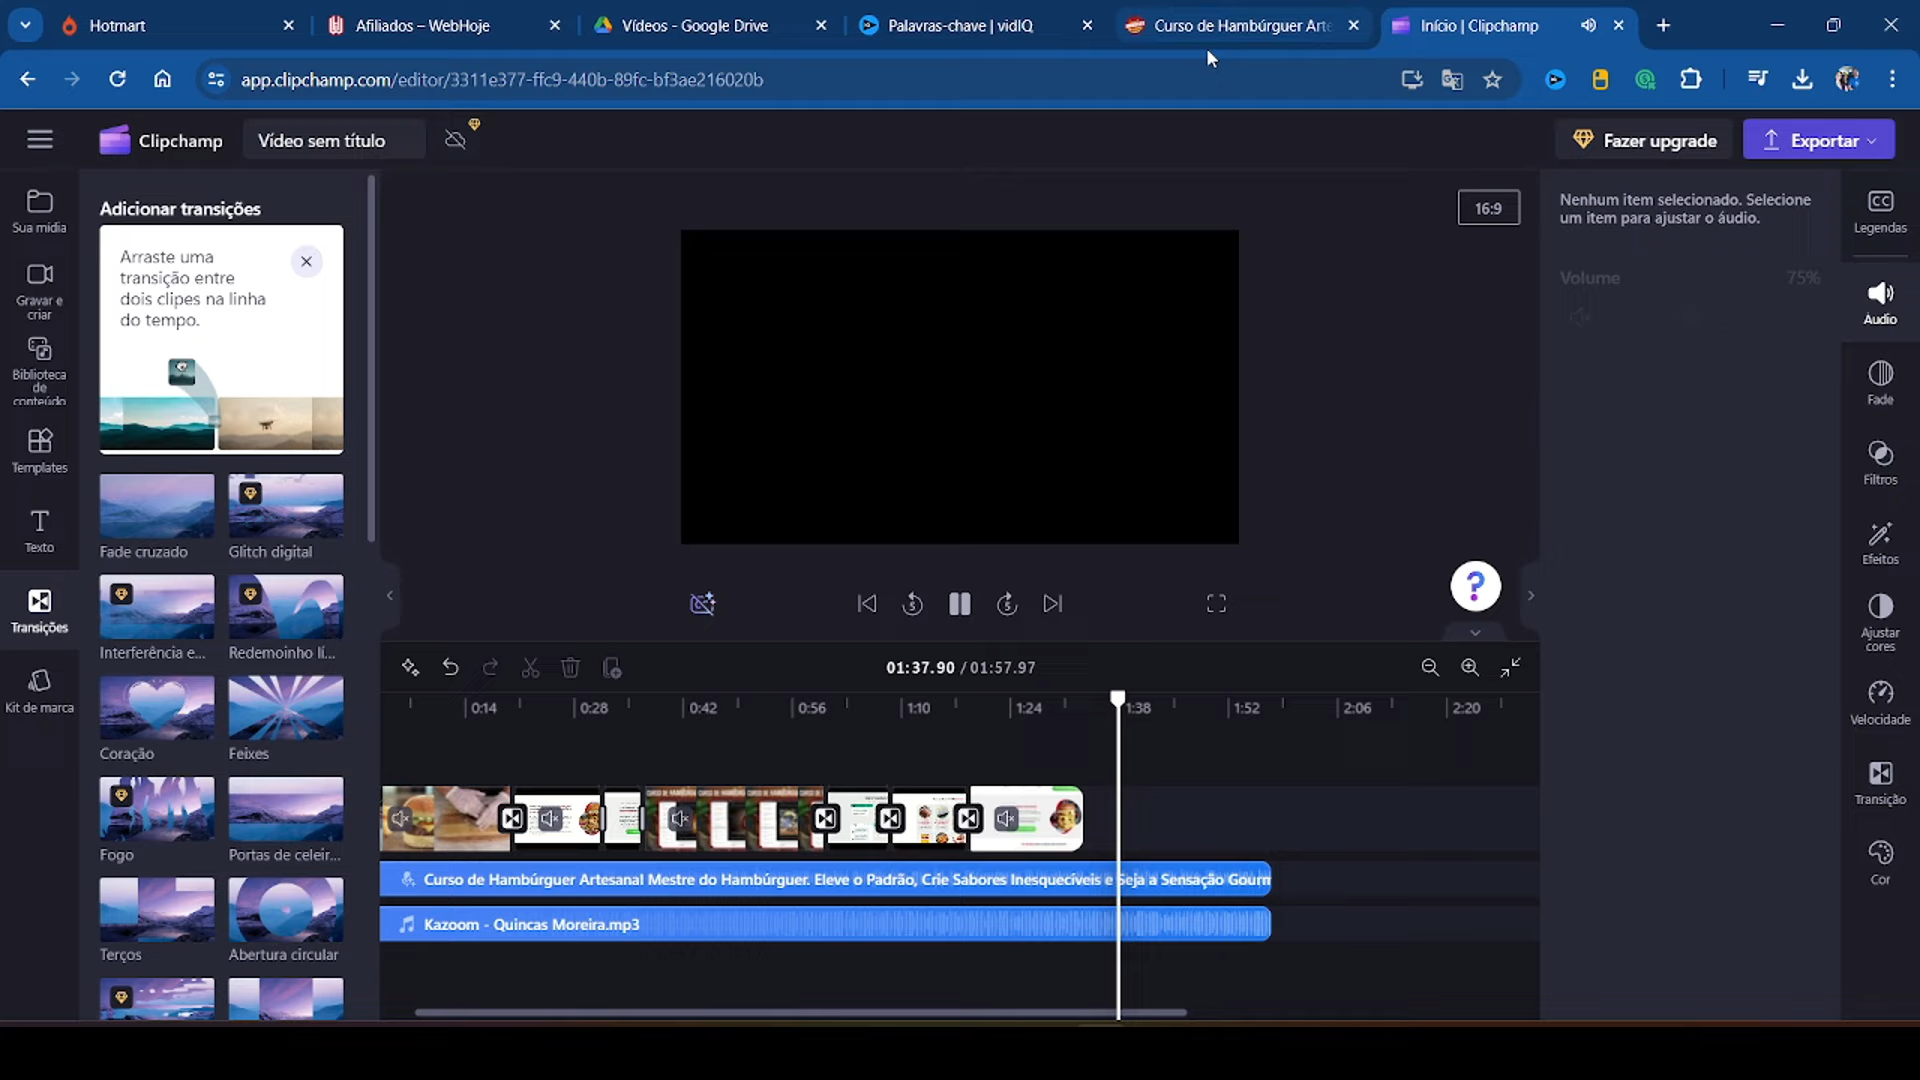 Hotmart
Afiliados – WebHoje
Vídeos - Google Drive
Palavras-chave | vidIQ
Curso de Hambúrguer Arte
Início | Clipchamp
app.clipchamp.com/editor/3311e377-ffc9-440b-89fc-bf3ae216020b
Clipchamp
Vídeo sem título
Fazer upgrade
Exportar
Sua mídia
Gravar e
criar
Biblioteca
de
conteúdo
Templates
Texto
Transições
Kit de marca
Adicionar transições
Arraste uma
transição entre
dois clipes na linha
do tempo.
Fade cruzado
Glitch digital
Interferência e...
Redemoinho lí...
Coração
Feixes
Fogo
Portas de celeir...
Terços
Abertura circular
16:9
Nenhum item selecionado. Selecione
um item para ajustar o áudio.
Volume 75%
CC
Legendas
Áudio
Fade
Filtros
Efeitos
Ajustar
cores
Velocidade
Transição
Cor
5
5
?
01:37.90 / 01:57.97
0:14 0:28 0:42 0:56 1:10 1:24 1:38 1:52 2:06 2:20
Curso de Hambúrguer Artesanal Mestre do Hambúrguer. Eleve o Padrão, Crie Sabores Inesquecíveis e Seja a Sensação Gourm
Kazoom - Quincas Moreira.mp3